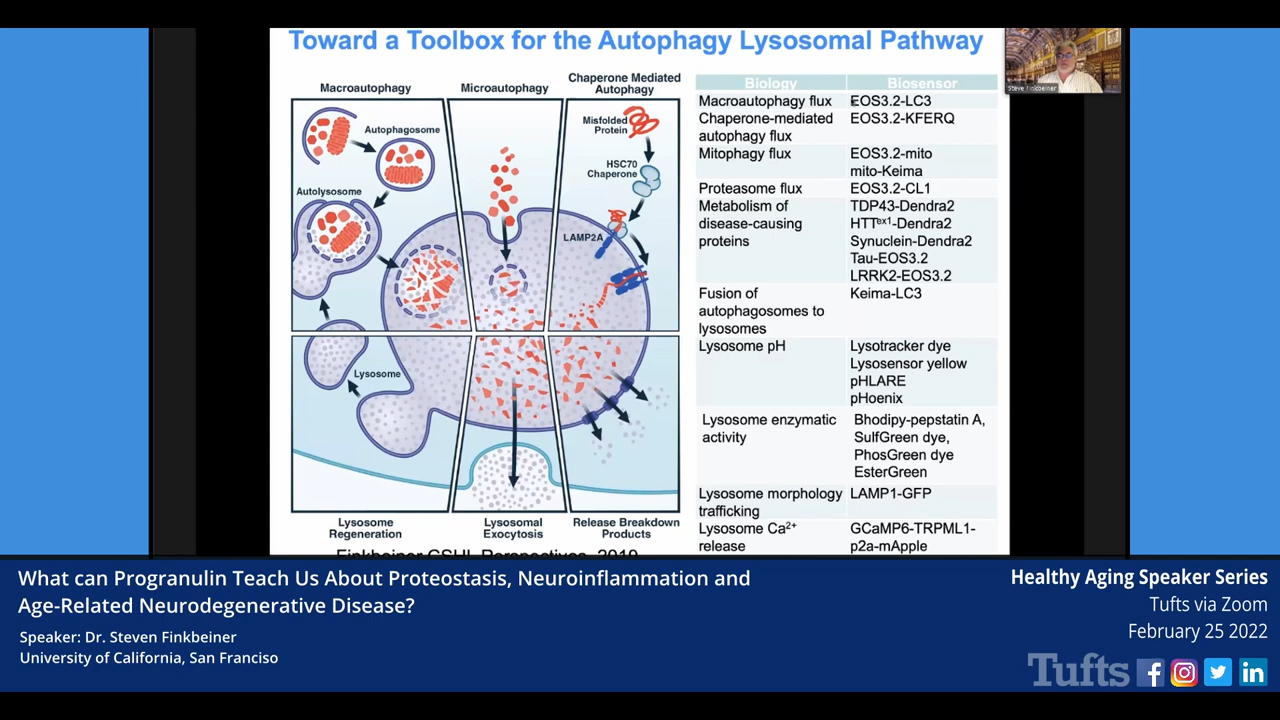 Toward a Toolbox for the Autophagy Lysosomal Pathway
Steve Finkbeiner
Macroautophagy
Microautophagy
Chaperone Mediated
Autophagy
Autophagosome
Autolysosome
Misfolded
Protein
HSC70
Chaperone
LAMP2A
Lysosome
Lysosome
Regeneration
Lysosomal
Exocytosis
Release Breakdown
Products
Finkbeiner CSHL Perspectives, 2019
Biology Biosensor
Macroautophagy flux EOS3.2-LC3
Chaperone-mediated EOS3.2-KFERQ
autophagy flux
Mitophagy flux EOS3.2-mito
mito-Keima
Proteasome flux EOS3.2-CL1
Metabolism of TDP43-Dendra2
disease-causing HTTex1-Dendra2
proteins Synuclein-Dendra2
Tau-EOS3.2
LRRK2-EOS3.2
Fusion of Keima-LC3
autophagosomes to
lysosomes
Lysosome pH Lysotracker dye
Lysosensor yellow
pHLARE
pHoenix
Lysosome enzymatic Bhodipy-pepstatin A,
activity SulfGreen dye,
PhosGreen dye
EsterGreen
Lysosome morphology LAMP1-GFP
trafficking
Lysosome Ca2+ GCaMP6-TRPML1-
release p2a-mApple
What can Progranulin Teach Us About Proteostasis, Neuroinflammation and
Age-Related Neurodegenerative Disease?
Speaker: Dr. Steven Finkbeiner
University of California, San Franciso
Healthy Aging Speaker Series
Tufts via Zoom
February 25 2022
Tufts